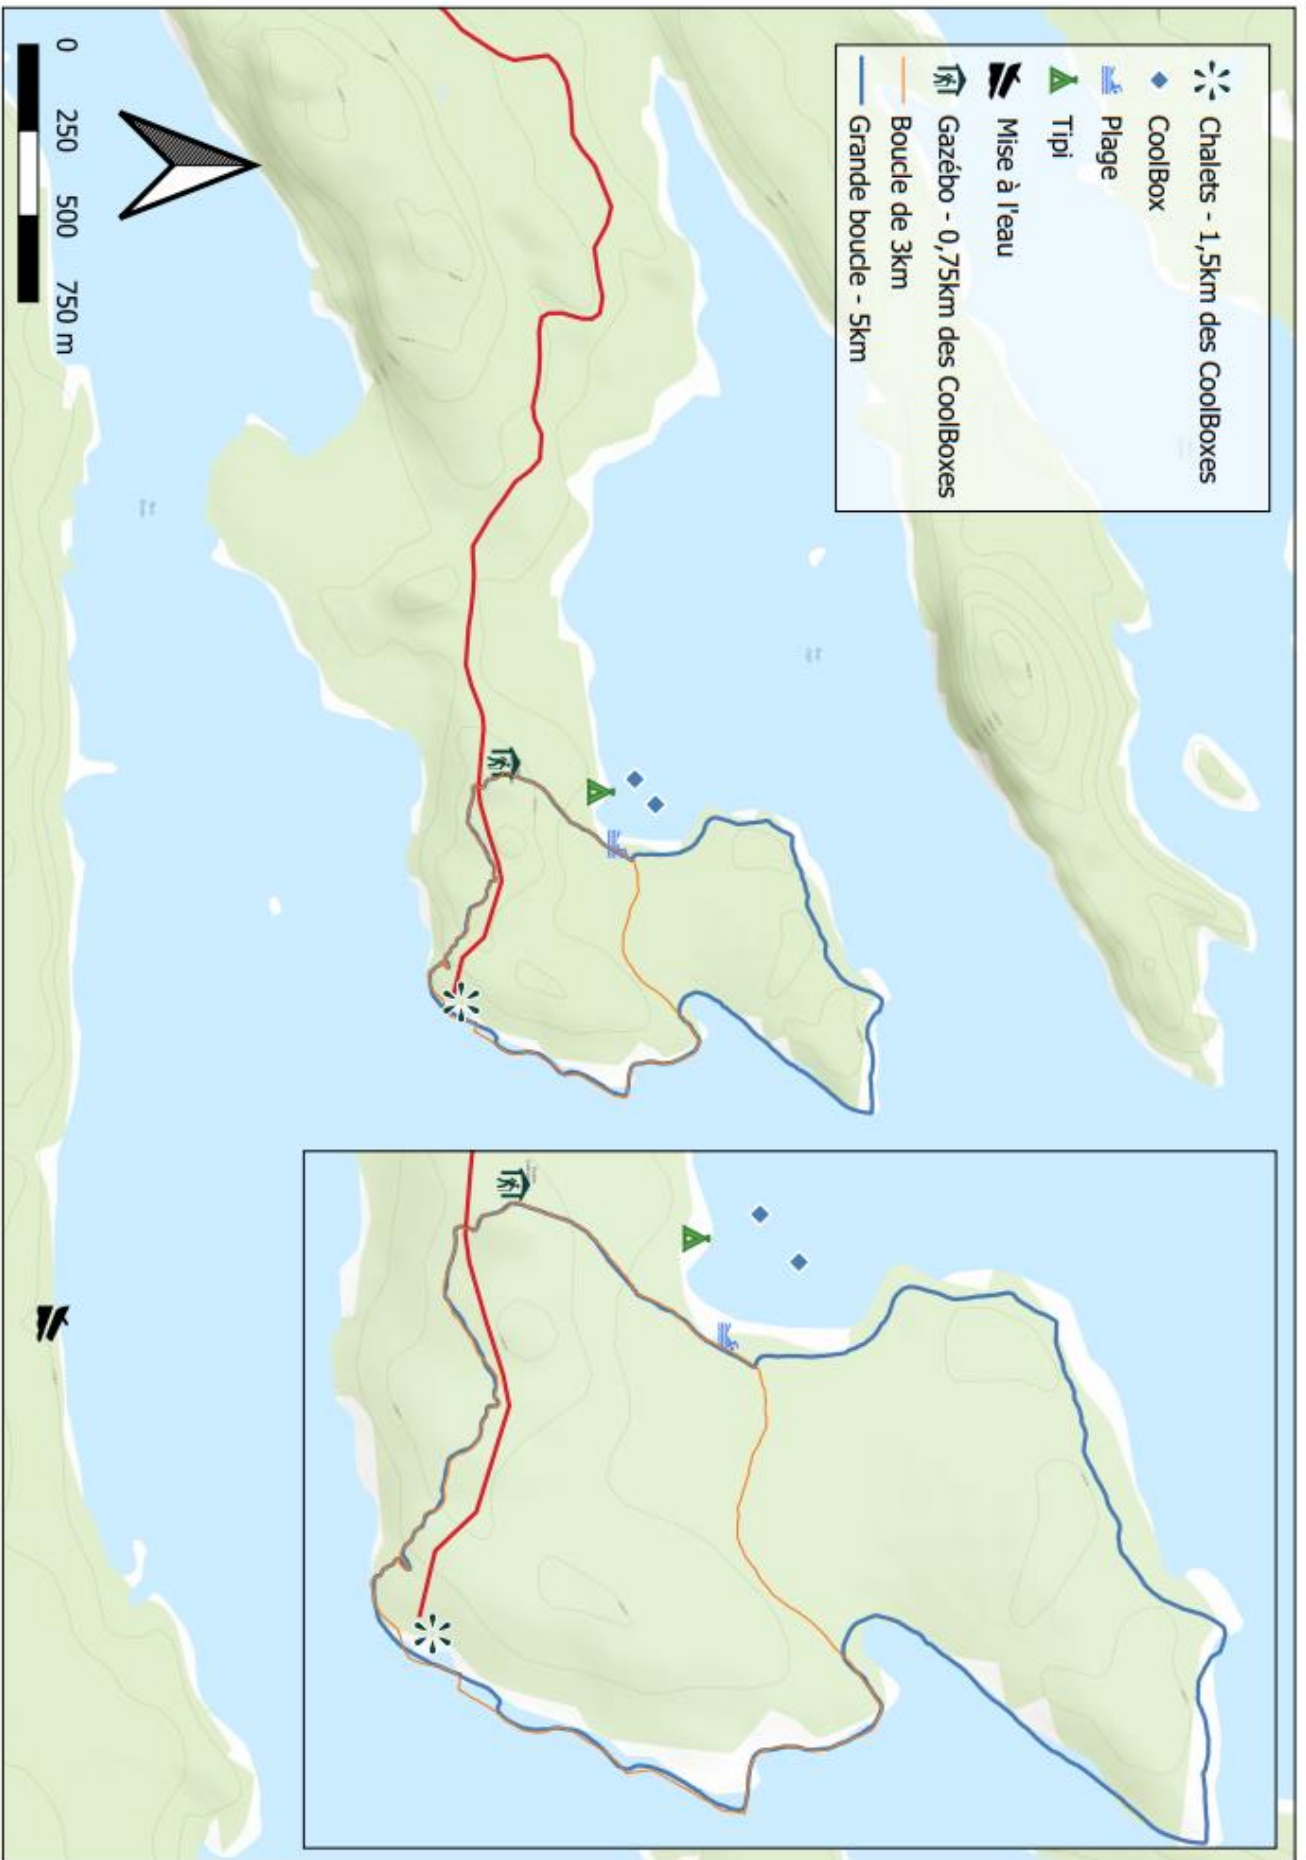 Chalets - 1,5km des CoolBoxes
CoolBox
Plage
Tipi
Mise à l'eau
Gazébo - 0,75km des CoolBoxes
Boucle de 3km
Grande boucle - 5km
0 250 500 750 m